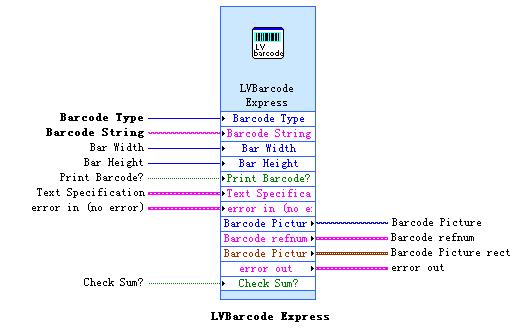 LV
barcode
LVBarcode
Express
Barcode Type
Barcode Type
Barcode String
Barcode String
Bar Width
Bar Width
Bar Height
Bar Height
Print Barcode?
Print Barcode?
Text Specification
Text Specifica
error in (no error)
error in (no e:
Barcode Pictur
Barcode Picture
Barcode refnum
Barcode refnum
Barcode Pictur
Barcode Picture rect
error out
error out
Check Sum?
Check Sum?
LVBarcode Express